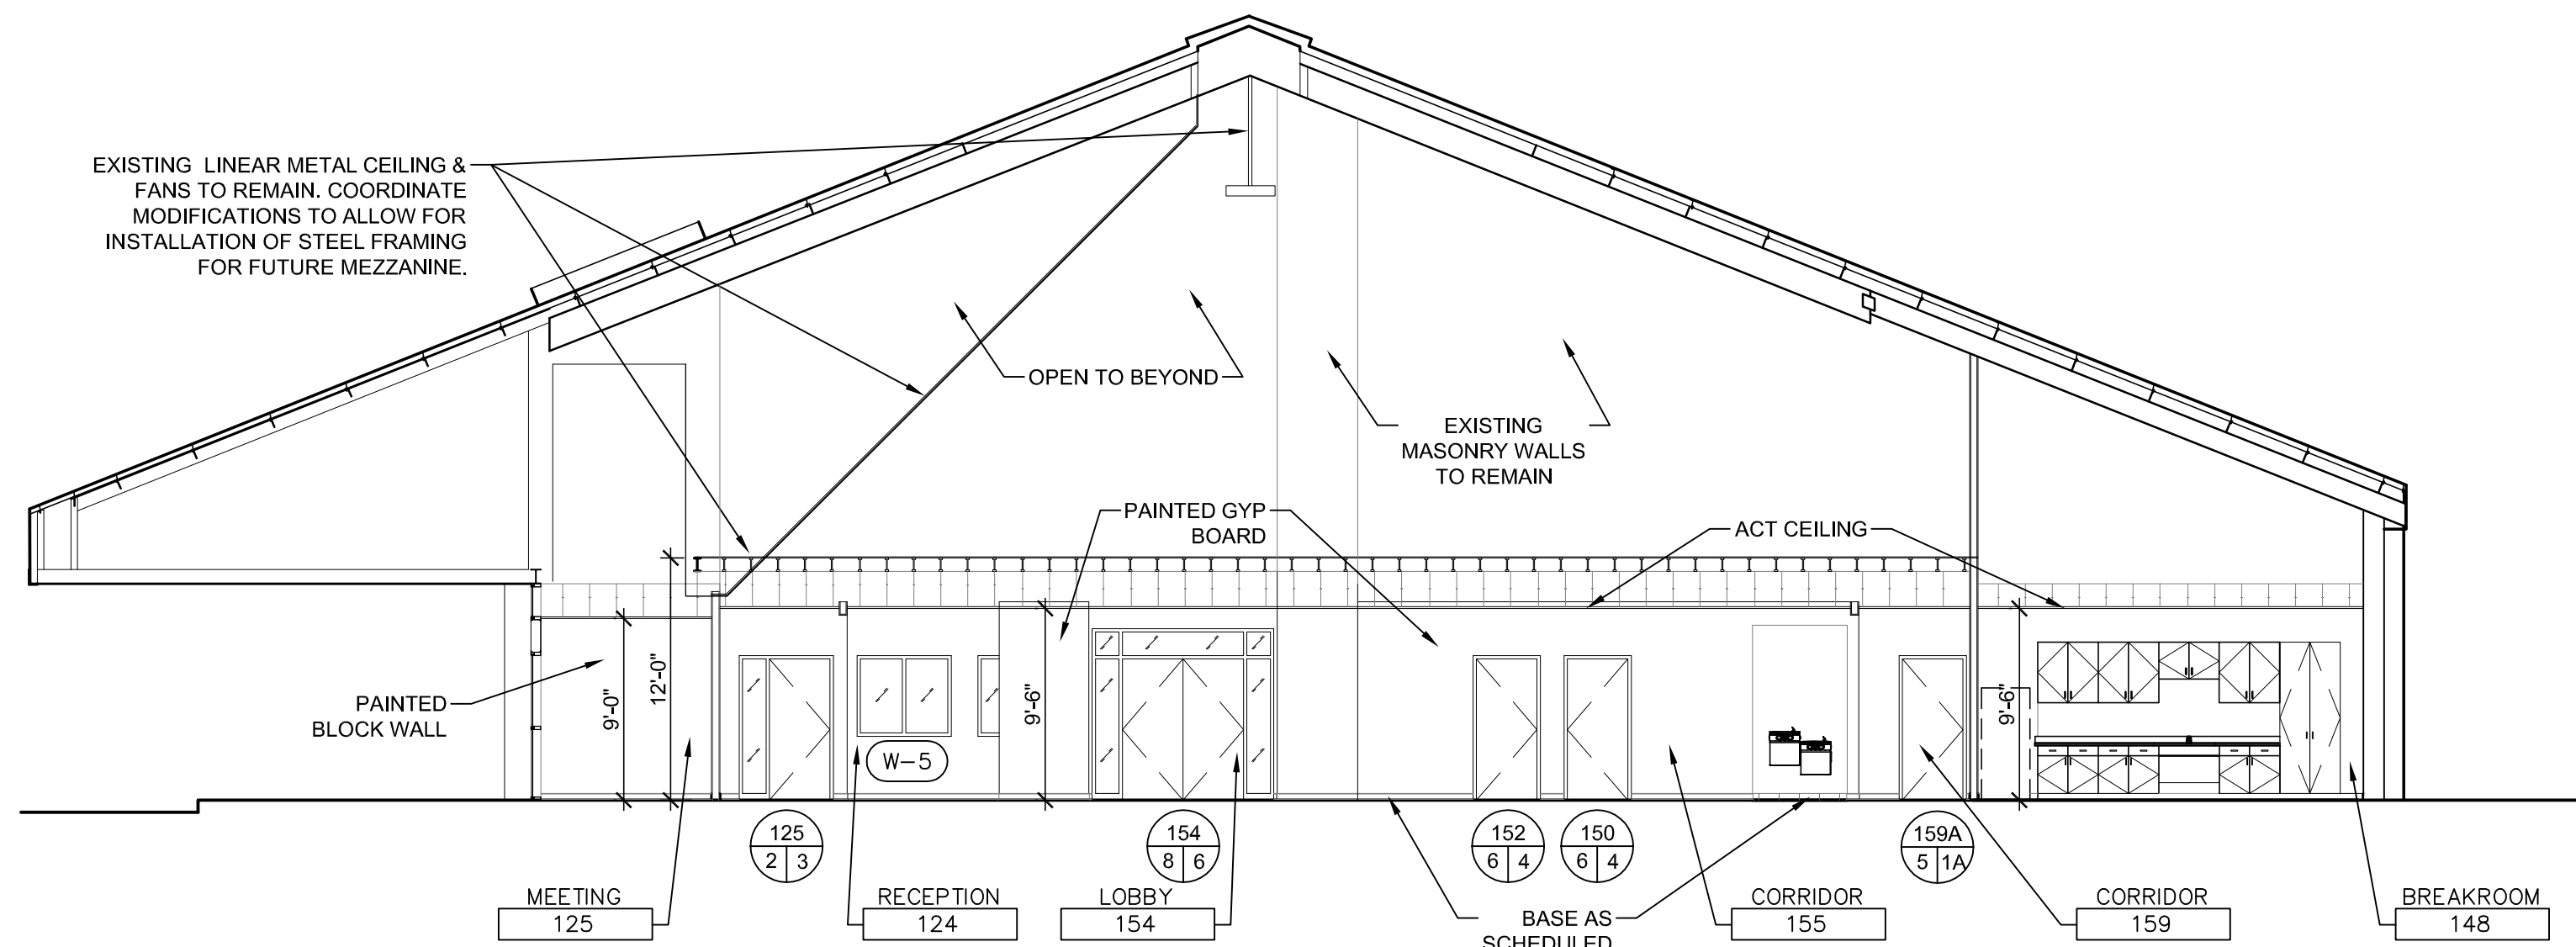 EXISTING LINEAR METAL CEILING &
FANS TO REMAIN. COORDINATE
MODIFICATIONS TO ALLOW FOR
INSTALLATION OF STEEL FRAMING
FOR FUTURE MEZZANINE.
OPEN TO BEYOND
EXISTING
MASONRY WALLS
TO REMAIN
PAINTED GYP
BOARD
ACT CEILING
PAINTED
BLOCK WALL
9'-0"
12'-0"
W-5
9'-6"
9'-6"
125
2 3
154
8 6
152
6 4
150
6 4
159A
5 1A
MEETING
125
RECEPTION
124
LOBBY
154
BASE AS
SCHEDULED
CORRIDOR
155
CORRIDOR
159
BREAKROOM
148